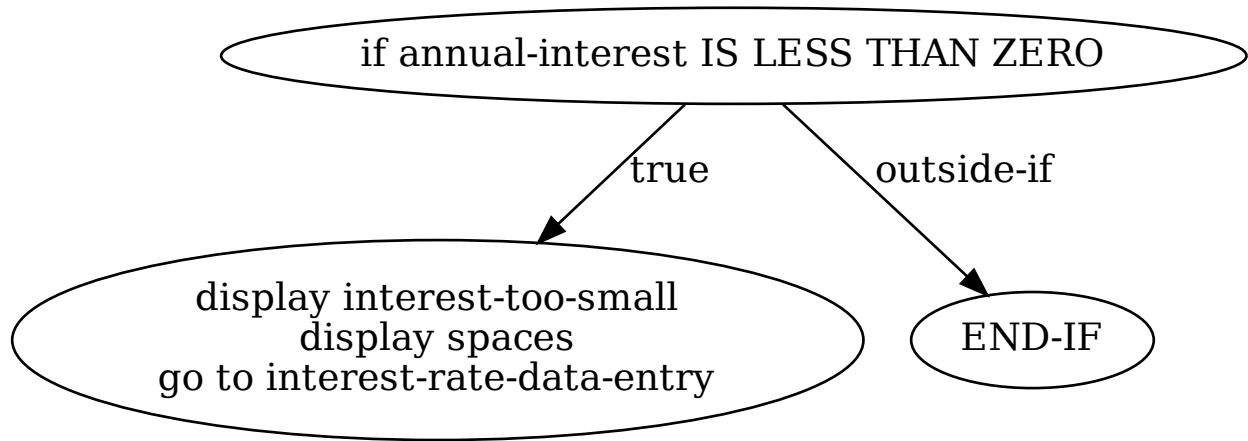 if annual-interest IS LESS THAN ZERO
true
outside-if
display interest-too-small
display spaces
go to interest-rate-data-entry
END-IF